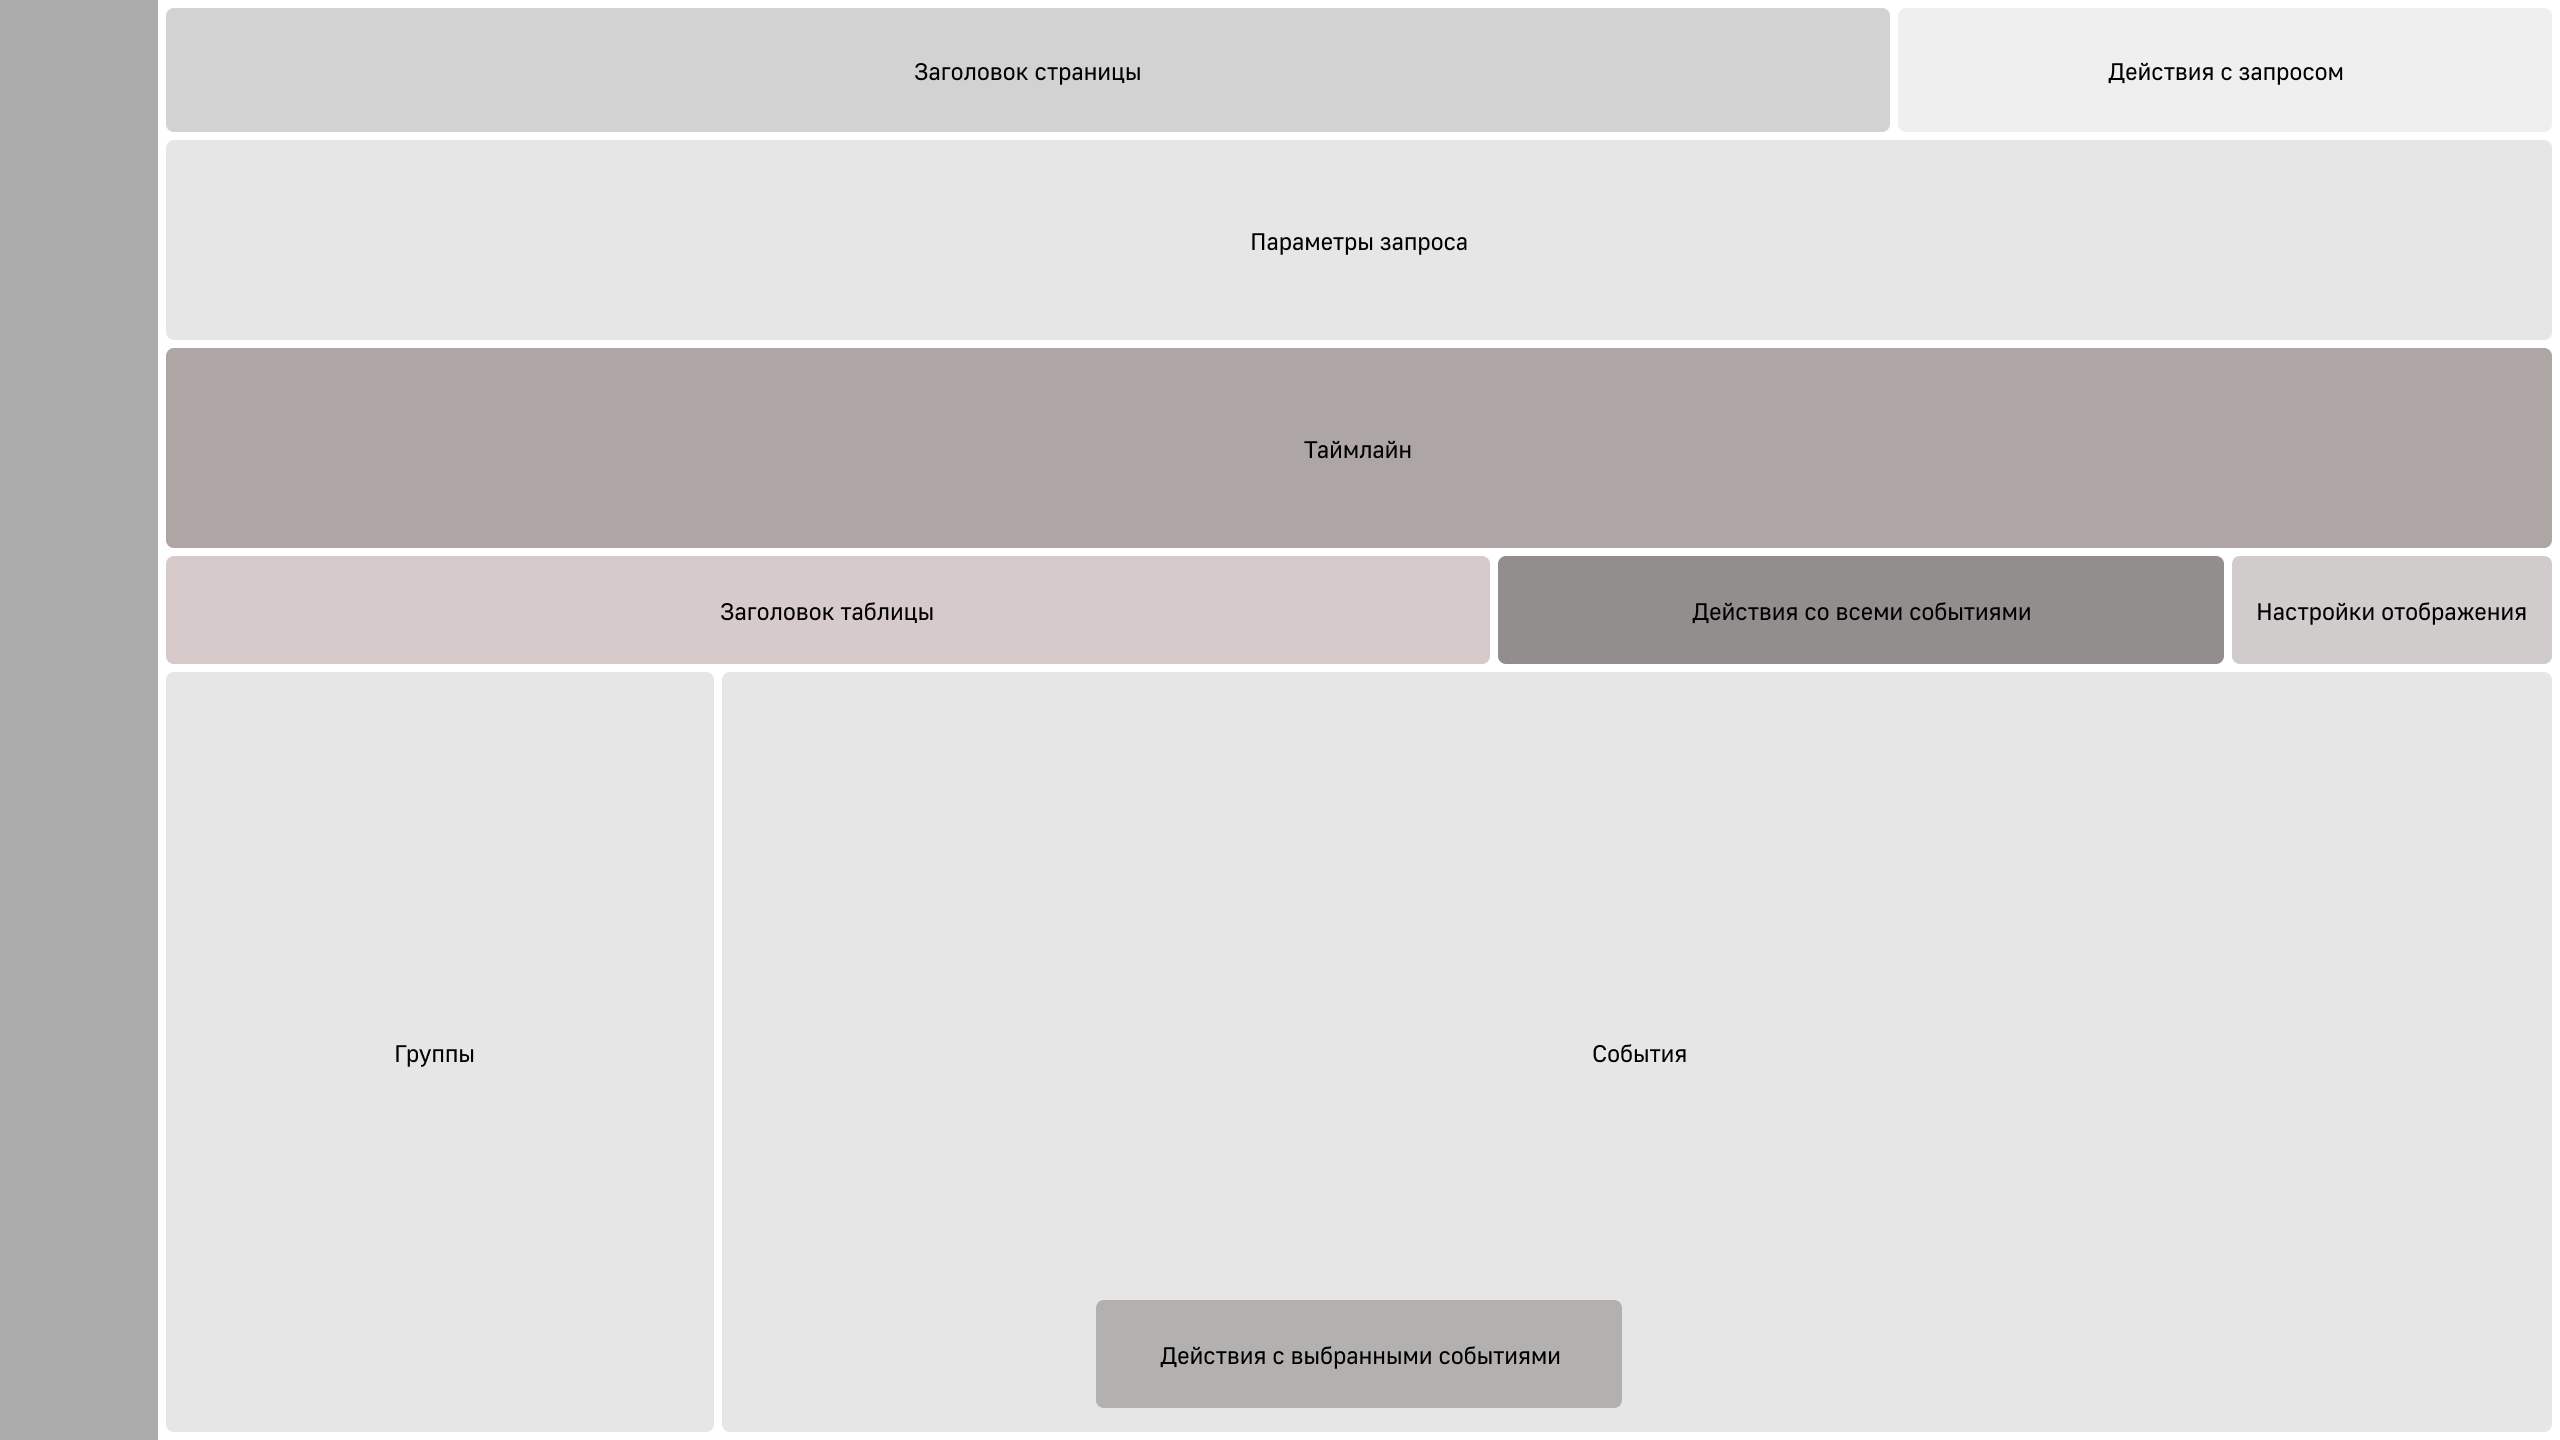 Заголовок страницы
Действия с запросом
Параметры запроса
Таймлайн
Заголовок таблицы
Действия со всеми событиями
Настройки отображения
Группы
События
Действия с выбранными событиями